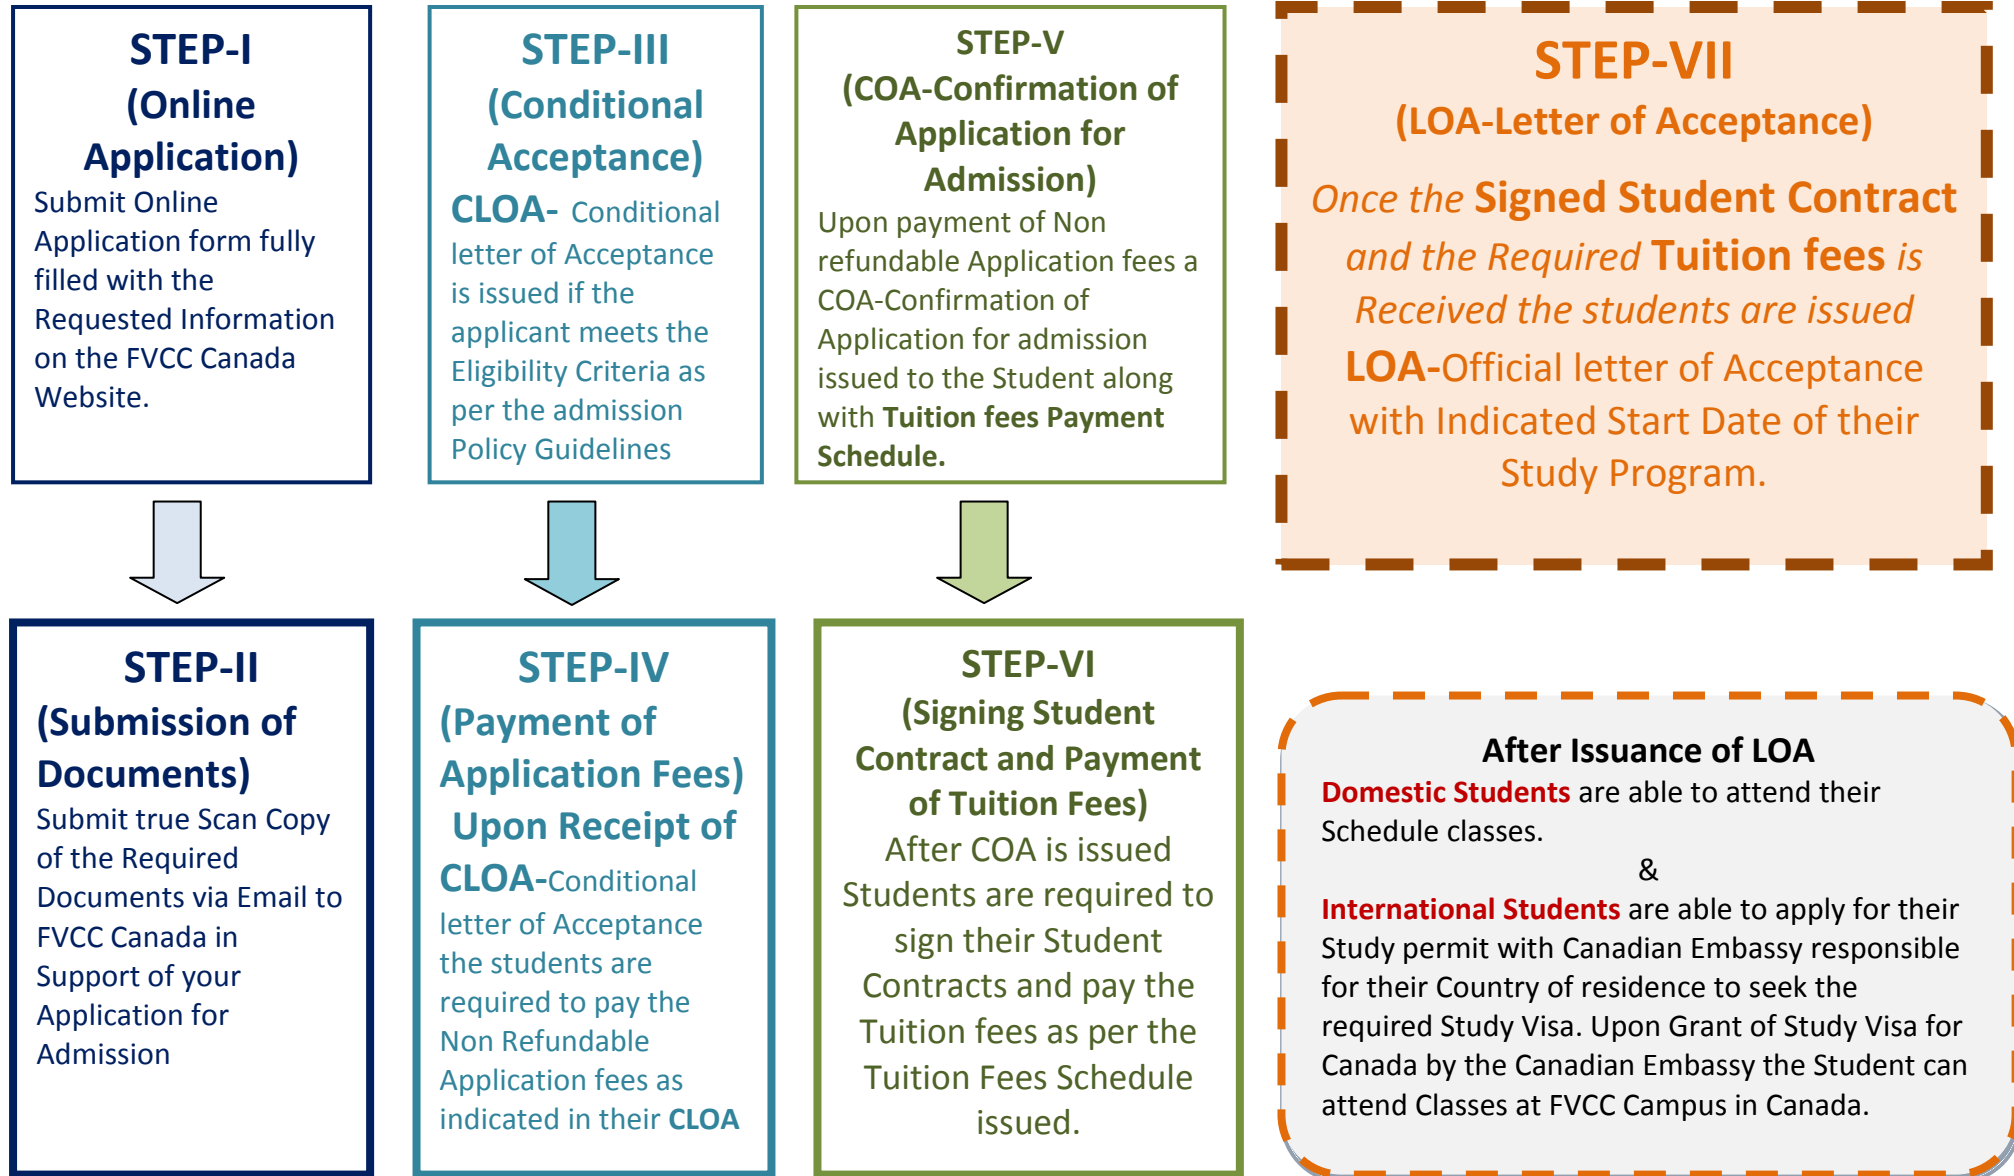 STEP-I
(Online
Application)
Submit Online
Application form fully
filled with the
Requested Information
on the FVCC Canada
Website.
STEP-II
(Submission of
Documents)
Submit true Scan Copy
of the Required
Documents via Email to
FVCC Canada in
Support of your
Application for
Admission
STEP-III
(Conditional
Acceptance)
CLOA- Conditional
letter of Acceptance
is issued if the
applicant meets the
Eligibility Criteria as
per the admission
Policy Guidelines
STEP-IV
(Payment of
Application Fees)
Upon Receipt of
CLOA-Conditional
letter of Acceptance
the students are
required to pay the
Non Refundable
Application fees as
indicated in their CLOA
STEP-V
(COA-Confirmation of
Application for
Admission)
Upon payment of Non
refundable Application fees a
COA-Confirmation of
Application for admission
issued to the Student along
with Tuition fees Payment
Schedule.
STEP-VI
(Signing Student
Contract and Payment
of Tuition Fees)
After COA is issued
Students are required to
sign their Student
Contracts and pay the
Tuition fees as per the
Tuition Fees Schedule
issued.
STEP-VII
(LOA-Letter of Acceptance)
Once the Signed Student Contract
and the Required Tuition fees is
Received the students are issued
LOA-Official letter of Acceptance
with Indicated Start Date of their
Study Program.
After Issuance of LOA
Domestic Students are able to attend their
Schedule classes.
&
International Students are able to apply for their
Study permit with Canadian Embassy responsible
for their Country of residence to seek the
required Study Visa. Upon Grant of Study Visa for
Canada by the Canadian Embassy the Student can
attend Classes at FVCC Campus in Canada.